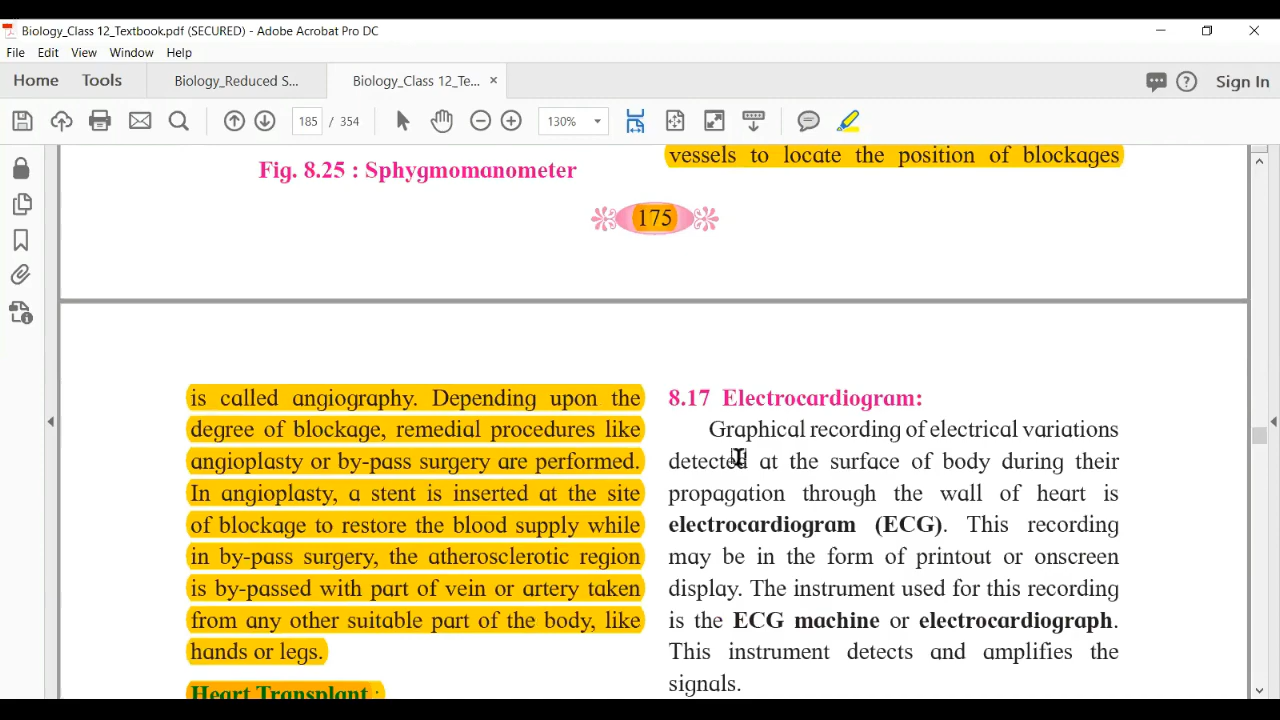 Biology_Class 12_Textbook.pdf (SECURED) - Adobe Acrobat Pro DC
File Edit View Window Help
Home Tools Biology_Reduced S... Biology_Class 12_Te... × Sign In
185 / 354 130%
Fig. 8.25 : Sphygmomanometer
vessels to locate the position of blockages
175
is called angiography. Depending upon the
degree of blockage, remedial procedures like
angioplasty or by-pass surgery are performed.
In angioplasty, a stent is inserted at the site
of blockage to restore the blood supply while
in by-pass surgery, the atherosclerotic region
is by-passed with part of vein or artery taken
from any other suitable part of the body, like
hands or legs.
Heart Transplant :
8.17 Electrocardiogram:
Graphical recording of electrical variations
detected at the surface of body during their
propagation through the wall of heart is
electrocardiogram (ECG). This recording
may be in the form of printout or onscreen
display. The instrument used for this recording
is the ECG machine or electrocardiograph.
This instrument detects and amplifies the
signals.